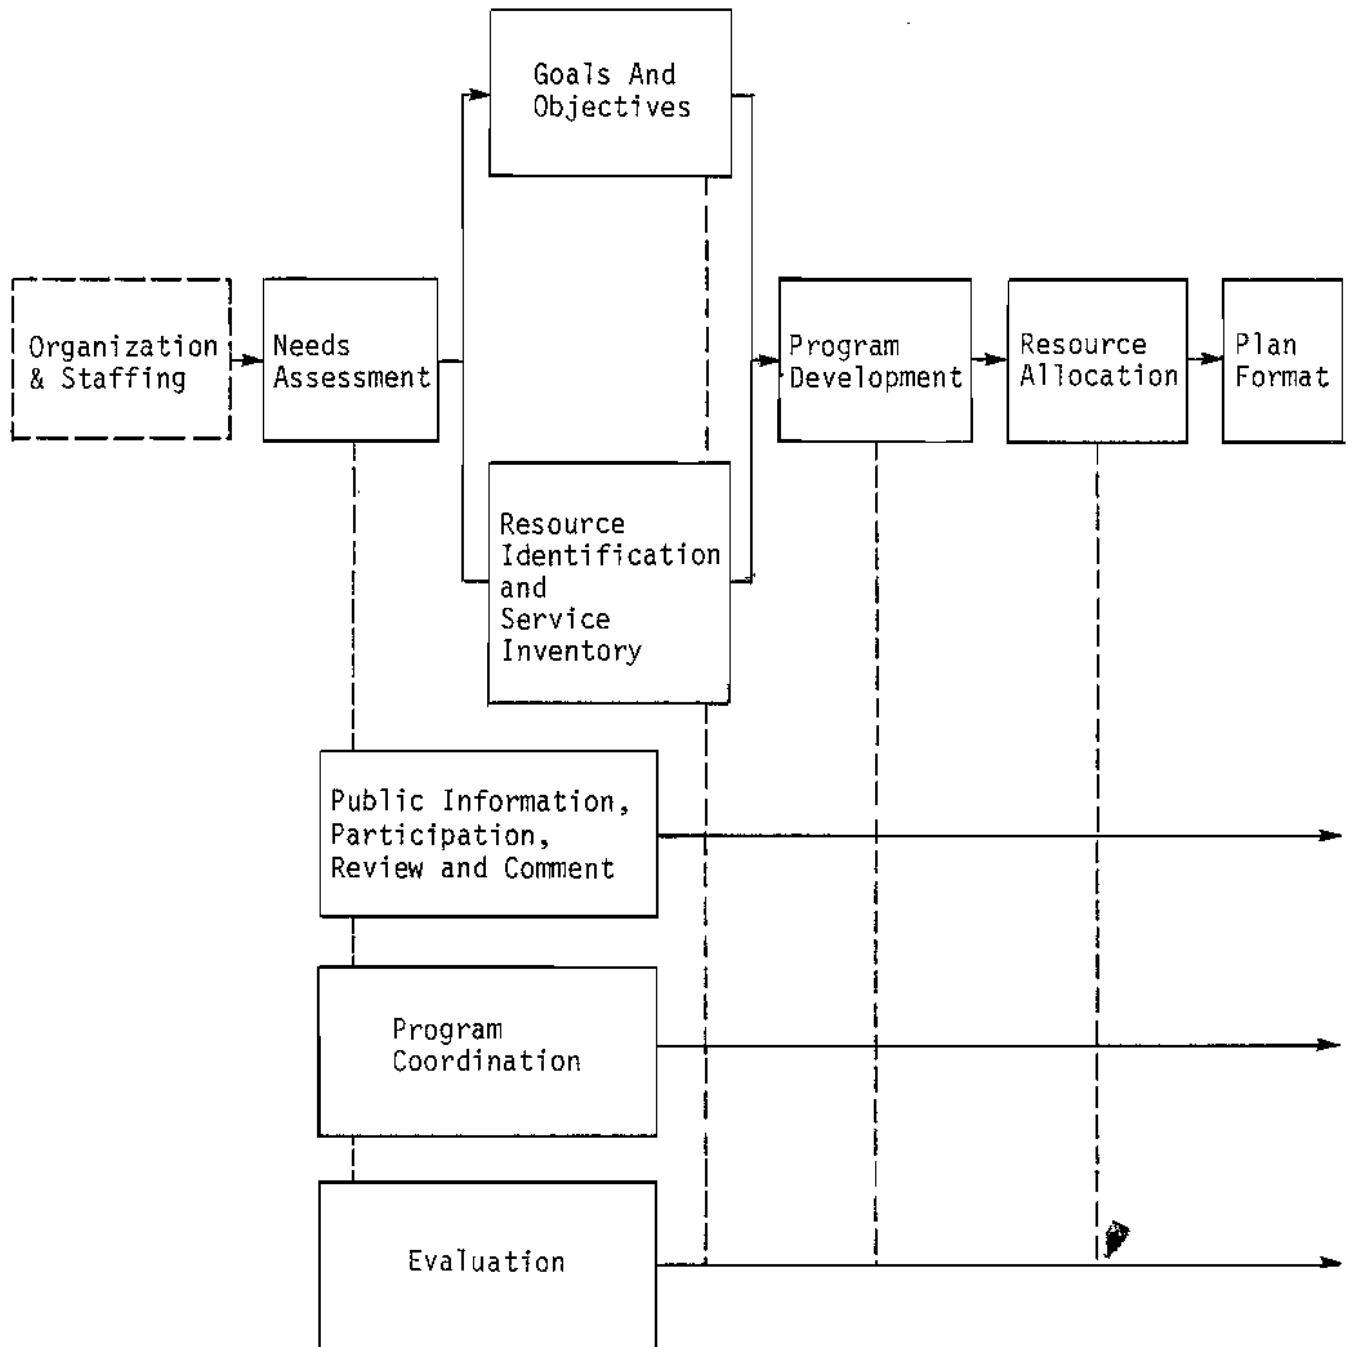 Goals And
Objectives
Organization
& Staffing
Needs
Assessment
Program
Development
Resource
Allocation
Plan
Format
Resource
Identification
and
Service
Inventory
Public Information,
Participation,
Review and Comment
Program
Coordination
Evaluation